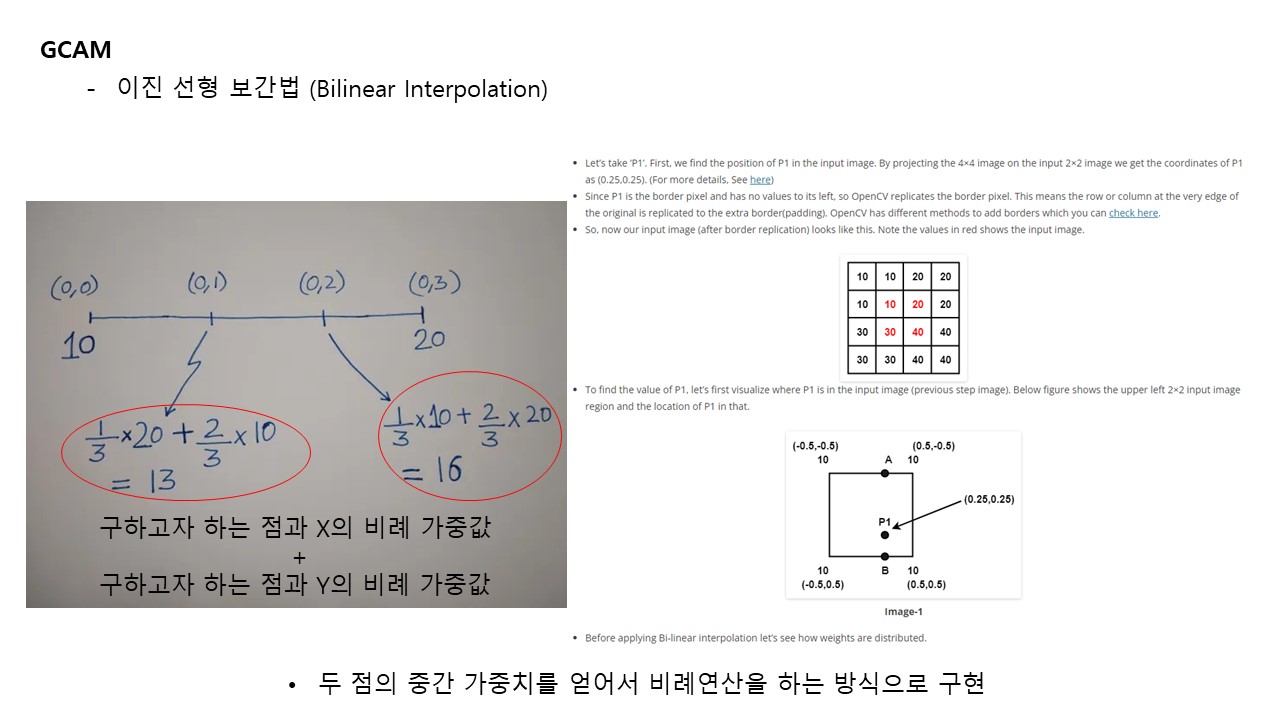 GCAM
- 이진 선형 보간법 (Bilinear Interpolation)
(0,0) (0,1) (0,2) (0,3)
10 20
1/3 ×20 + 2/3 ×10
= 13
1/3 ×10 + 2/3 ×20
= 16
구하고자 하는 점과 X의 비례 가중값
+
구하고자 하는 점과 Y의 비례 가중값
• Let's take 'P1'. First, we find the position of P1 in the input image. By projecting the 4×4 image on the input 2×2 image we get the coordinates of P1
as (0.25,0.25). (For more details, See here)
• Since P1 is the border pixel and has no values to its left, so OpenCV replicates the border pixel. This means the row or column at the very edge of
the original is replicated to the extra border(padding). OpenCV has different methods to add borders which you can check here.
• So, now our input image (after border replication) looks like this. Note the values in red shows the input image.
10 10 20 20
10 10 20 20
30 30 40 40
30 30 40 40
• To find the value of P1, let's first visualize where P1 is in the input image (previous step image). Below figure shows the upper left 2×2 input image
region and the location of P1 in that.
(-0.5,-0.5) (0.5,-0.5)
10 A 10
(0.25,0.25)
P1
10 B 10
(-0.5,0.5) (0.5,0.5)
Image-1
• Before applying Bi-linear interpolation let's see how weights are distributed.
• 두 점의 중간 가중치를 얻어서 비례연산을 하는 방식으로 구현